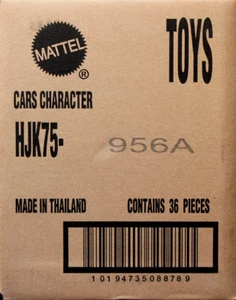 MATTEL
®
TOYS
CARS CHARACTER
HJK75- 956A
MADE IN THAILAND CONTAINS 36 PIECES
1 01 94735 08878 9